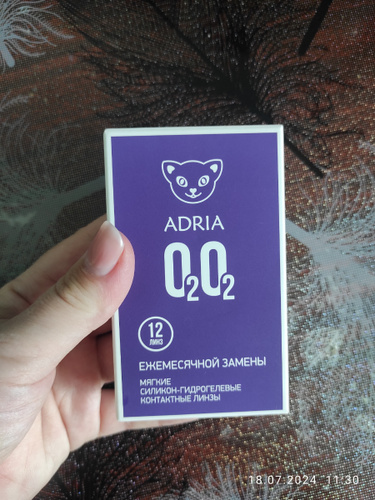 ADRIA
O2O2
12
ЛИНЗ
ЕЖЕМЕСЯЧНОЙ ЗАМЕНЫ
МЯГКИЕ
СИЛИКОН-ГИДРОГЕЛЕВЫЕ
КОНТАКТНЫЕ ЛИНЗЫ
18.07.2024 11:30